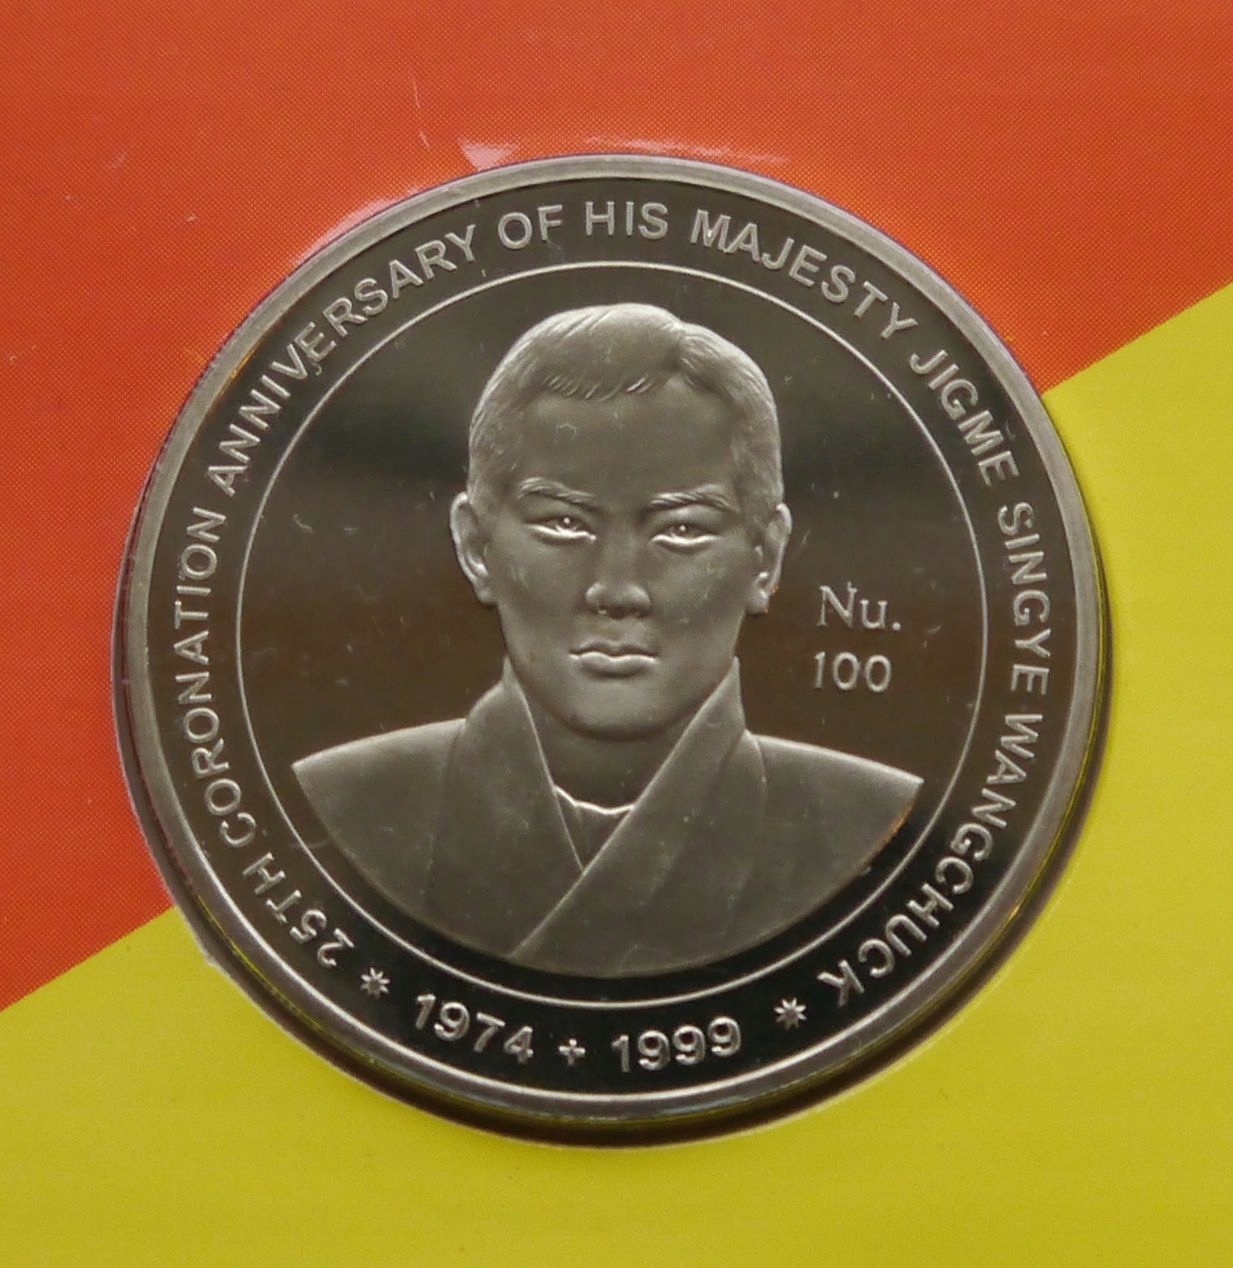 25TH CORONATION ANNIVERSARY OF HIS MAJESTY JIGME SINGYE WANGCHUCK
Nu.
100
* 1974 + 1999 *